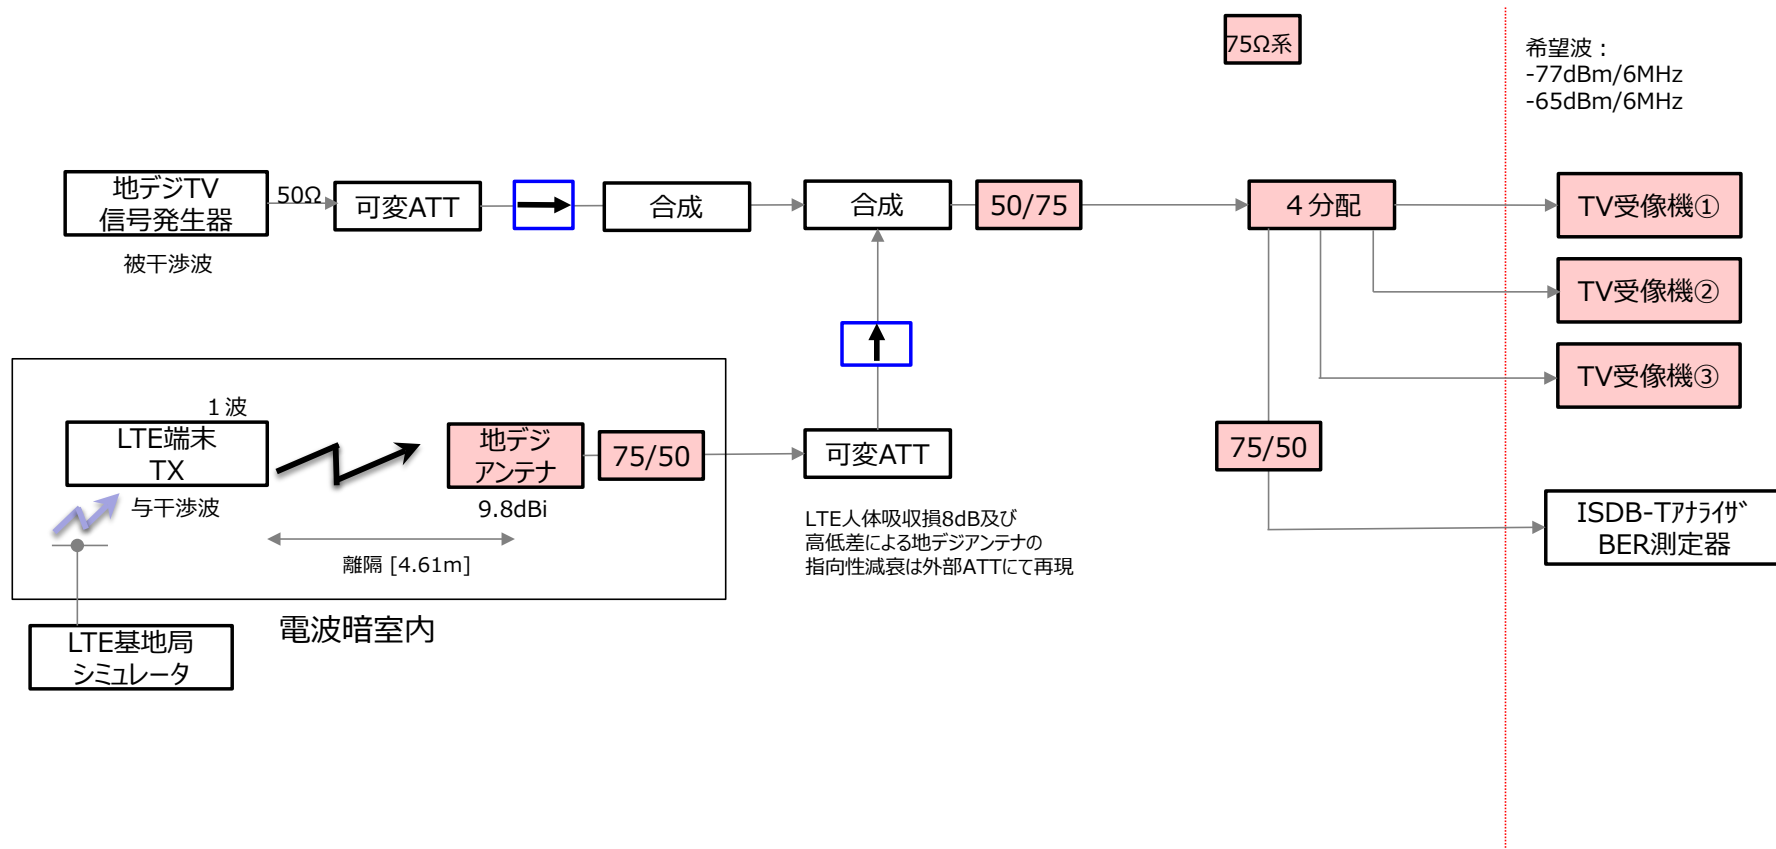 75Ω系
希望波：
-77dBm/6MHz
-65dBm/6MHz
地デジTV
信号発生器
50Ω
可変ATT
合成
合成
50/75
４分配
TV受像機①
被干渉波
TV受像機②
TV受像機③
１波
LTE端末
TX
与干渉波
地デジ
アンテナ
9.8dBi
75/50
可変ATT
75/50
離隔 [4.61m]
LTE人体吸収損8dB及び
高低差による地デジアンテナの
指向性減衰は外部ATTにて再現
ISDB-Tｱﾅﾗｲｻﾞ
BER測定器
電波暗室内
LTE基地局
シミュレータ